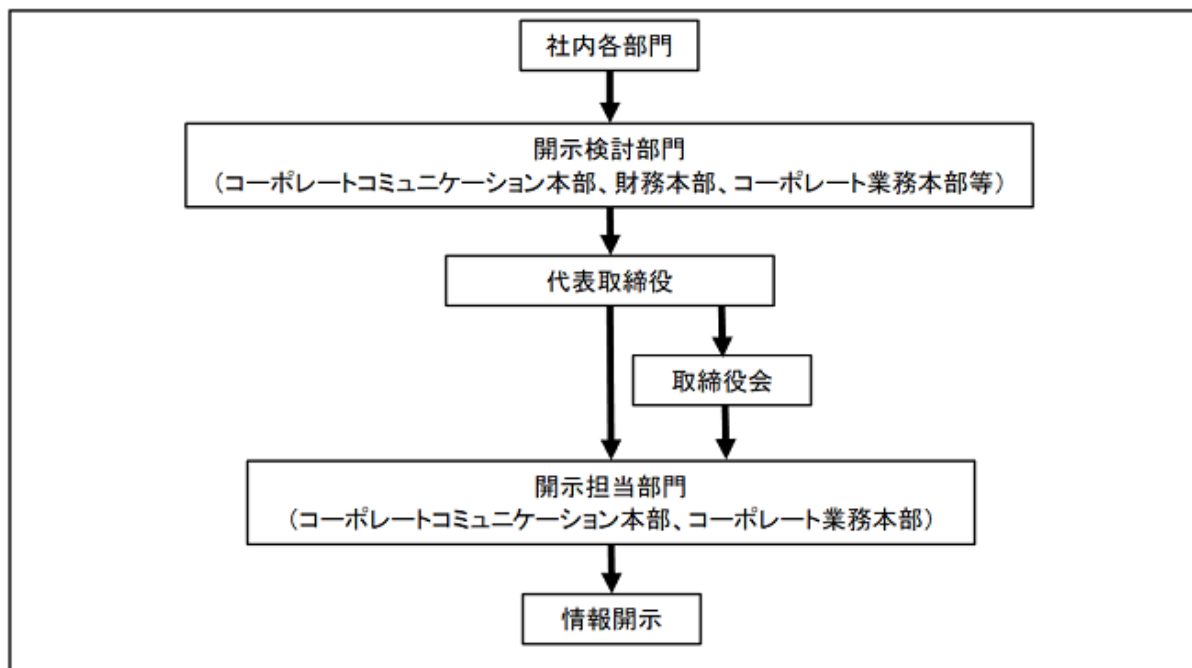 社内各部門
開示検討部門
（コーポレートコミュニケーション本部、財務本部、コーポレート業務本部等）
代表取締役
取締役会
開示担当部門
（コーポレートコミュニケーション本部、コーポレート業務本部）
情報開示